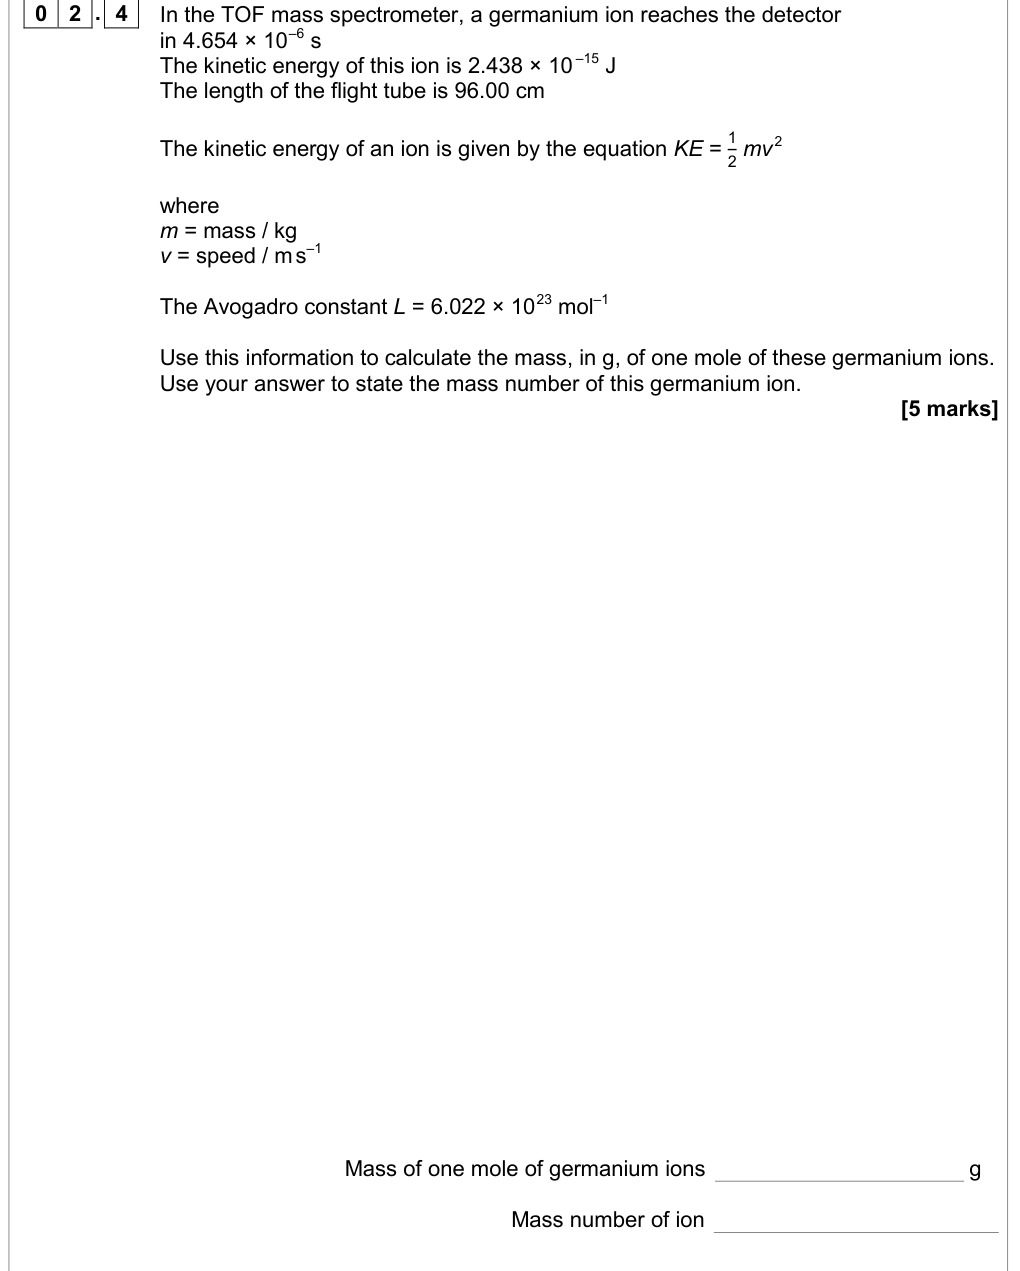 0 2 . 4 In the TOF mass spectrometer, a germanium ion reaches the detector
in 4.654 × 10⁻⁶ s
The kinetic energy of this ion is 2.438 × 10⁻¹⁵ J
The length of the flight tube is 96.00 cm
The kinetic energy of an ion is given by the equation KE = 1/2 mv²
where
m = mass / kg
v = speed / m s⁻¹
The Avogadro constant L = 6.022 × 10²³ mol⁻¹
Use this information to calculate the mass, in g, of one mole of these germanium ions.
Use your answer to state the mass number of this germanium ion.
[5 marks]
Mass of one mole of germanium ions ____________________ g
Mass number of ion ____________________